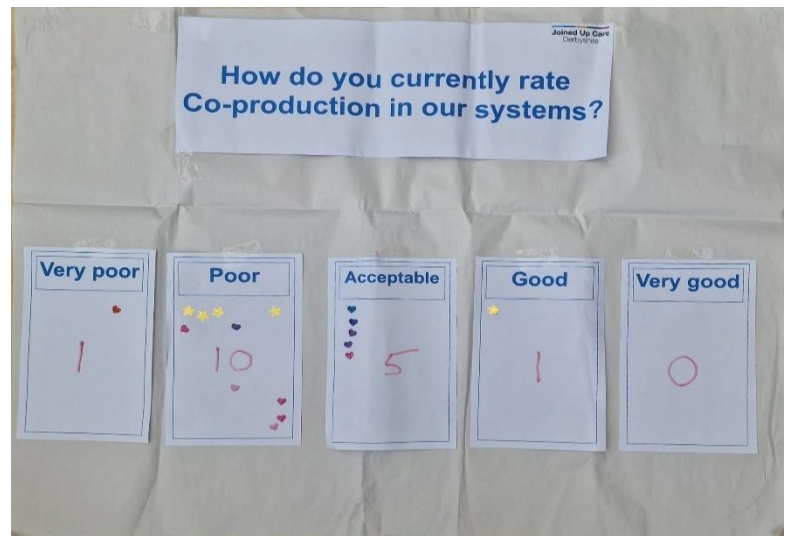 Joined Up Care
Derbyshire
How do you currently rate
Co-production in our systems?
Very poor
1
Poor
10
Acceptable
5
Good
1
Very good
0